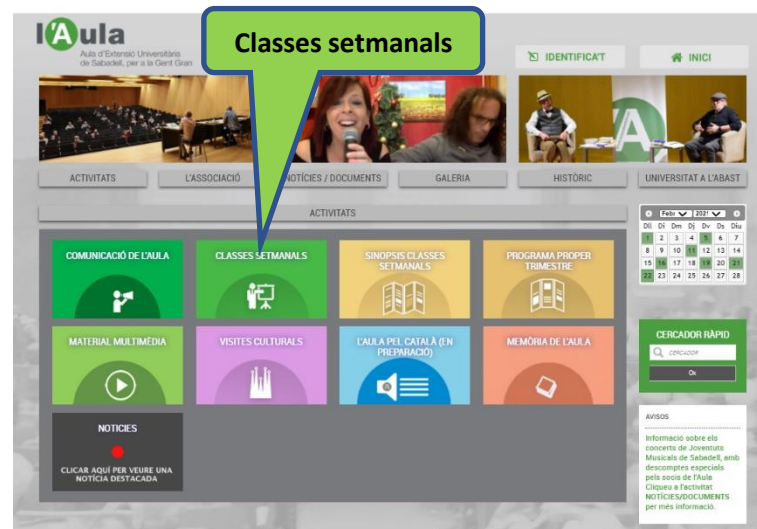 l'Aula
Aula d'Extensió Universitària
de Sabadell, per a la Gent Gran
Classes setmanals
IDENTIFICA'T
INICI
ACTIVITATS
L'ASSOCIACIÓ
NOTÍCIES / DOCUMENTS
GALERIA
HISTÒRIC
UNIVERSITAT A L'ABAST
ACTIVITATS
COMUNICACIÓ DE L'AULA
CLASSES SETMANALS
SINOPSIS CLASSES
SETMANALS
PROGRAMA PROPER
TRIMESTRE
MATERIAL MULTIMÈDIA
VISITES CULTURALS
L'AULA PEL CATALÀ (EN
PREPARACIÓ)
MEMÒRIA DE L'AULA
NOTICIES
CLICAR AQUÍ PER VEURE UNA
NOTÍCIA DESTACADA
Febr 2021
Dll Di Dm Dj Dv Ds Diu
1 2 3 4 5 6 7
8 9 10 11 12 13 14
15 16 17 18 19 20 21
22 23 24 25 26 27 28
CERCADOR RÀPID
CERCADOR
Ok
AVISOS
Informació sobre els
concerts de Joventuts
Musicals de Sabadell, amb
descomptes especials
pels socis de l'Aula
Cliqueu a l'activitat
NOTÍCIES/DOCUMENTS
per més informació.